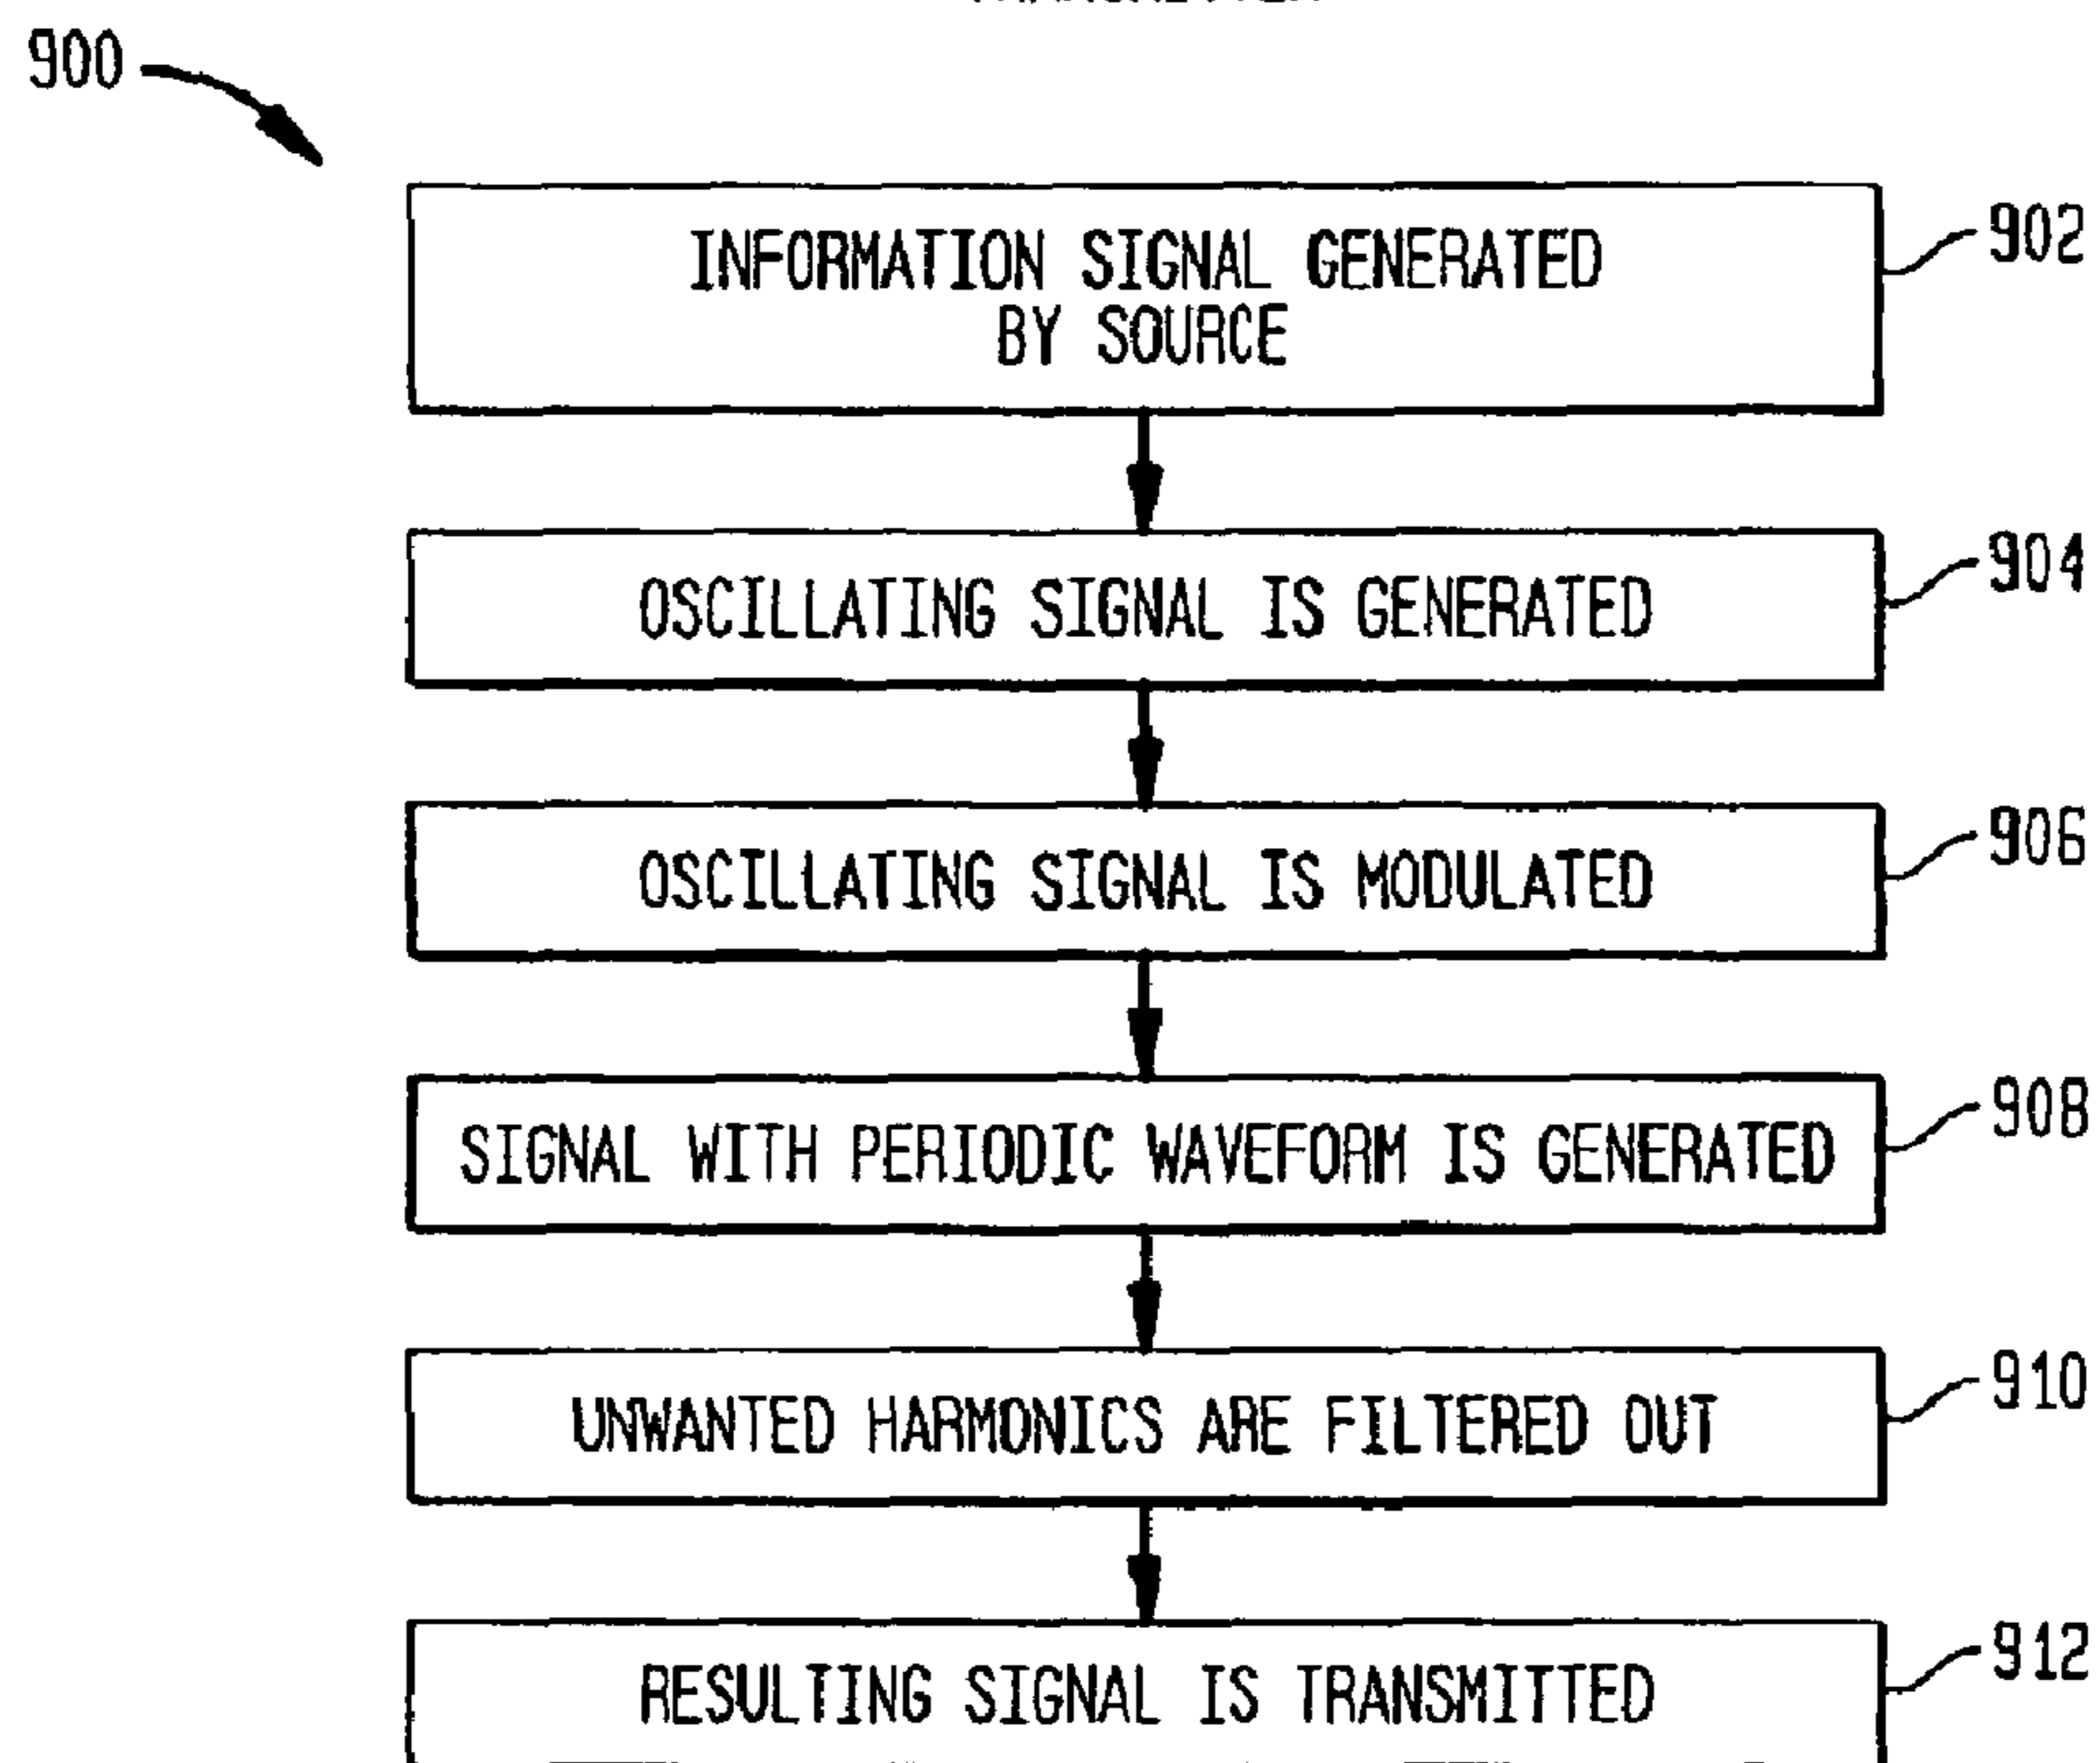 900
INFORMATION SIGNAL GENERATED
BY SOURCE
902
OSCILLATING SIGNAL IS GENERATED
904
OSCILLATING SIGNAL IS MODULATED
906
SIGNAL WITH PERIODIC WAVEFORM IS GENERATED
908
UNWANTED HARMONICS ARE FILTERED OUT
910
RESULTING SIGNAL IS TRANSMITTED
912